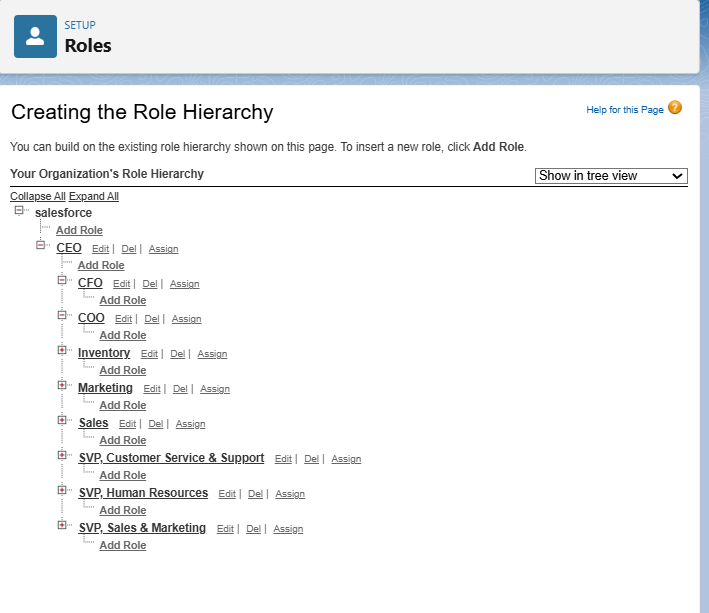 SETUP
Roles
Creating the Role Hierarchy
Help for this Page ?
You can build on the existing role hierarchy shown on this page. To insert a new role, click Add Role.
Your Organization's Role Hierarchy
Show in tree view
Collapse All Expand All
salesforce
Add Role
CEO Edit | Del | Assign
Add Role
CFO Edit | Del | Assign
Add Role
COO Edit | Del | Assign
Add Role
Inventory Edit | Del | Assign
Add Role
Marketing Edit | Del | Assign
Add Role
Sales Edit | Del | Assign
Add Role
SVP, Customer Service & Support Edit | Del | Assign
Add Role
SVP, Human Resources Edit | Del | Assign
Add Role
SVP, Sales & Marketing Edit | Del | Assign
Add Role